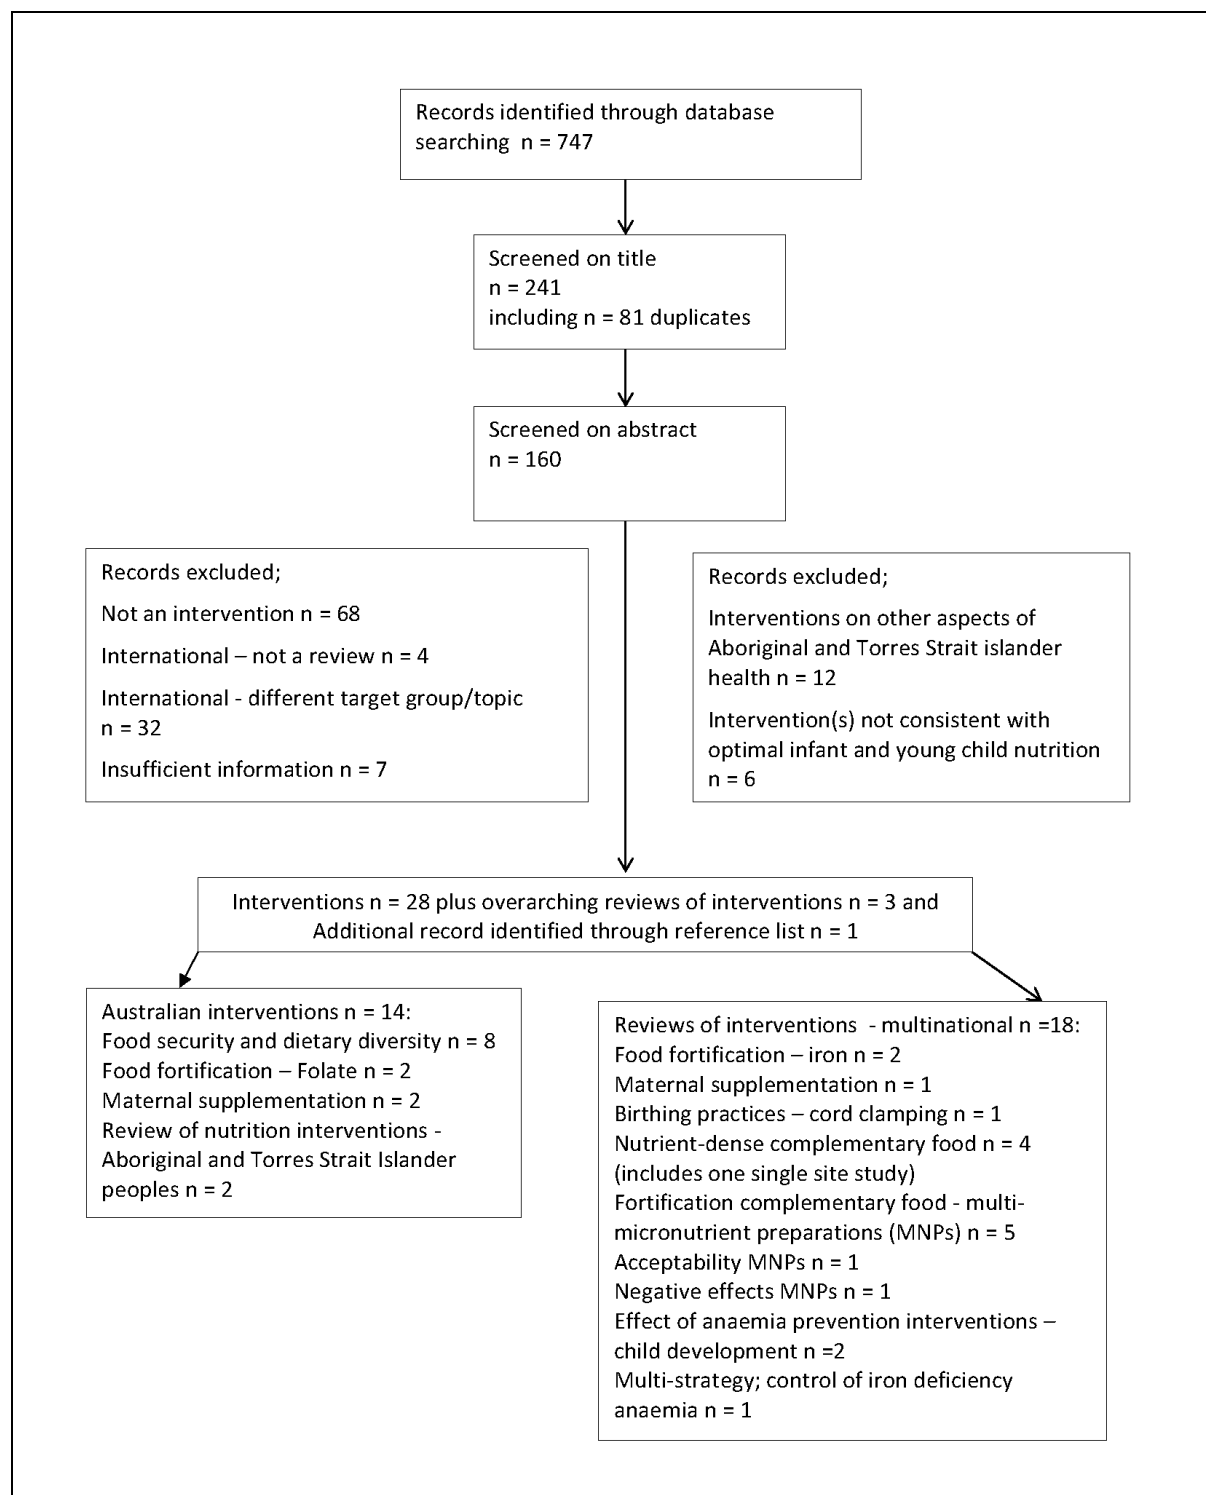 Records identified through database
searching  n = 747
Screened on title
n = 241
including n = 81 duplicates
Screened on abstract
n = 160
Records excluded;
Not an intervention n = 68
International – not a review n = 4
International - different target group/topic
n = 32
Insufficient information n = 7
Records excluded;
Interventions on other aspects of
Aboriginal and Torres Strait islander
health n = 12
Intervention(s) not consistent with
optimal infant and young child nutrition
n = 6
Interventions n = 28 plus overarching reviews of interventions n = 3 and
Additional record identified through reference list n = 1
Australian interventions n = 14:
Food security and dietary diversity n = 8
Food fortification – Folate n = 2
Maternal supplementation n = 2
Review of nutrition interventions -
Aboriginal and Torres Strait Islander
peoples n = 2
Reviews of interventions  - multinational n =18:
Food fortification – iron n = 2
Maternal supplementation n = 1
Birthing practices – cord clamping n = 1
Nutrient-dense complementary food n = 4
(includes one single site study)
Fortification complementary food - multi-
micronutrient preparations (MNPs) n = 5
Acceptability MNPs n = 1
Negative effects MNPs n = 1
Effect of anaemia prevention interventions –
child development n =2
Multi-strategy; control of iron deficiency
anaemia n = 1